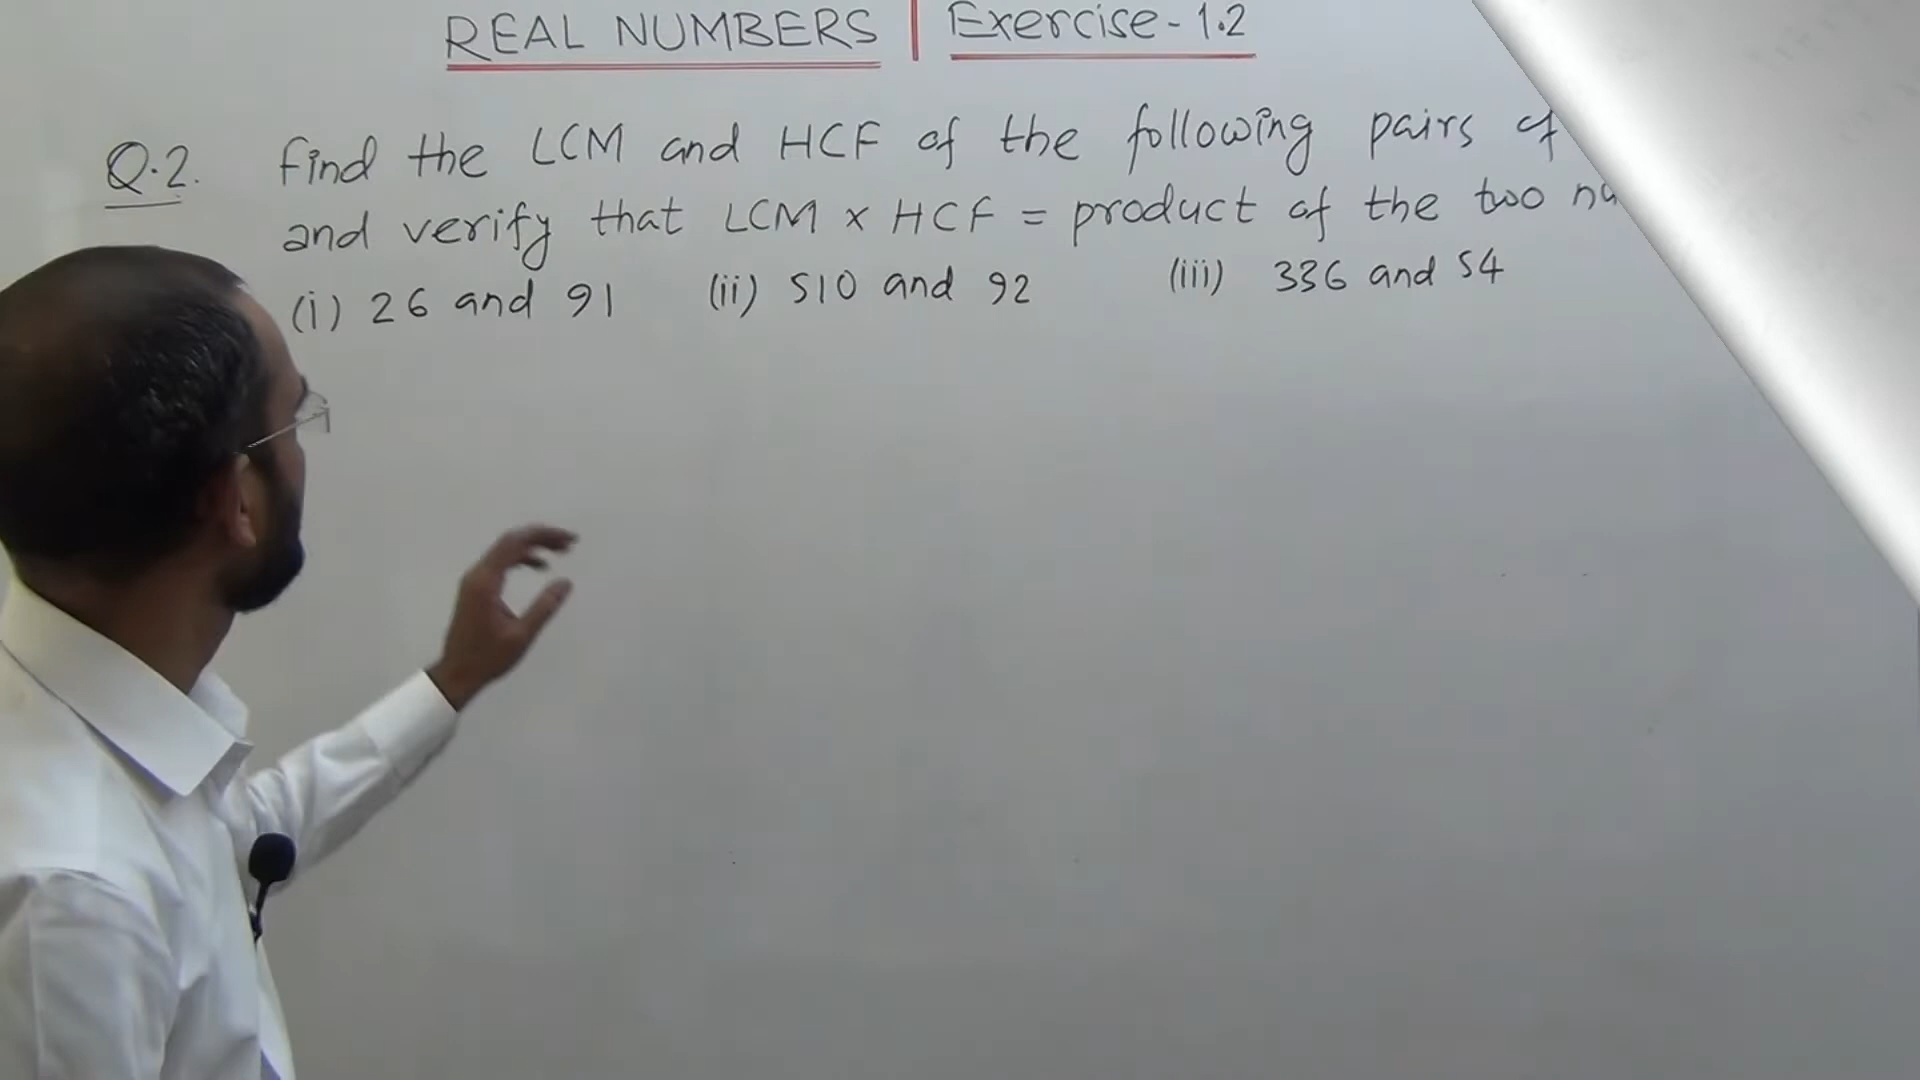 REAL NUMBERS | Exercise-1.2
Q.2. find the LCM and HCF of the following pairs of
and verify that LCM × HCF = product of the two
(i) 26 and 91 (ii) 510 and 92 (iii) 336 and 54